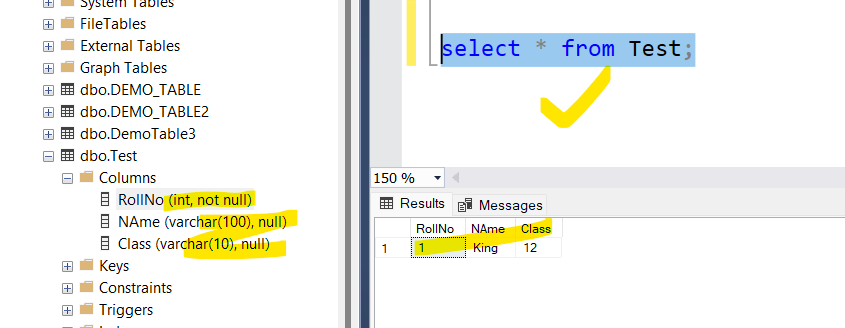 System Tables
FileTables
External Tables
Graph Tables
dbo.DEMO_TABLE
dbo.DEMO_TABLE2
dbo.DemoTable3
dbo.Test
Columns
RollNo (int, not null)
NAme (varchar(100), null)
Class (varchar(10), null)
Keys
Constraints
Triggers
select * from Test;
150 %
Results Messages
RollNo NAme Class
1 1 King 12